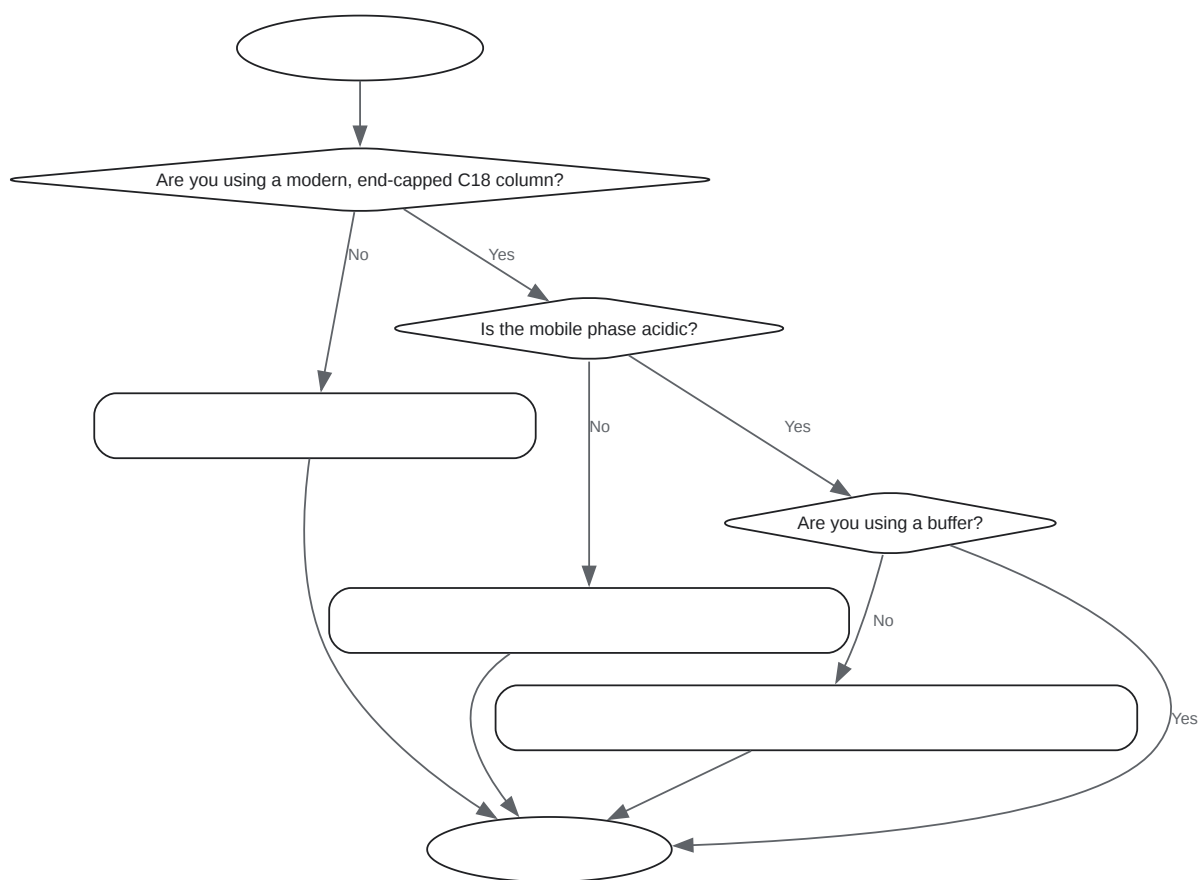 Are you using a modern, end-capped C18 column?
No
Yes
Is the mobile phase acidic?
No
Yes
Are you using a buffer?
No
Yes